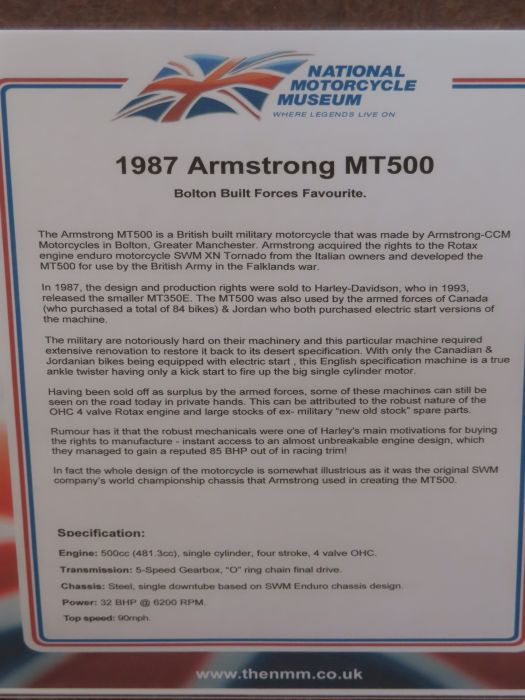 NATIONAL
MOTORCYCLE
MUSEUM
WHERE LEGENDS LIVE ON
1987 Armstrong MT500
Bolton Built Forces Favourite.
The Armstrong MT500 is a British built military motorcycle that was made by Armstrong-CCM
Motorcycles in Bolton, Greater Manchester. Armstrong acquired the rights to the Rotax
engine enduro motorcycle SWM XN Tornado from the Italian owners and developed the
MT500 for use by the British Army in the Falklands war.
In 1987, the design and production rights were sold to Harley-Davidson, who in 1993,
released the smaller MT350E. The MT500 was also used by the armed forces of Canada
(who purchased a total of 84 bikes) & Jordan who both purchased electric start versions of
the machine.
The military are notoriously hard on their machinery and this particular machine required
extensive renovation to restore it back to its desert specification. With only the Canadian &
Jordanian bikes being equipped with electric start , this English specification machine is a true
ankle twister having only a kick start to fire up the big single cylinder motor.
Having been sold off as surplus by the armed forces, some of these machines can still be
seen on the road today in private hands. This can be attributed to the robust nature of the
OHC 4 valve Rotax engine and large stocks of ex- military “new old stock” spare parts.
Rumour has it that the robust mechanicals were one of Harley's main motivations for buying
the rights to manufacture - instant access to an almost unbreakable engine design, which
they managed to gain a reputed 85 BHP out of in racing trim!
In fact the whole design of the motorcycle is somewhat illustrious as it was the original SWM
company's world championship chassis that Armstrong used in creating the MT500.
Specification:
Engine: 500cc (481.3cc), single cylinder, four stroke, 4 valve OHC.
Transmission: 5-Speed Gearbox, “O” ring chain final drive.
Chassis: Steel, single downtube based on SWM Enduro chassis design.
Power: 32 BHP @ 6200 RPM.
Top speed: 90mph.
www.thenmm.co.uk